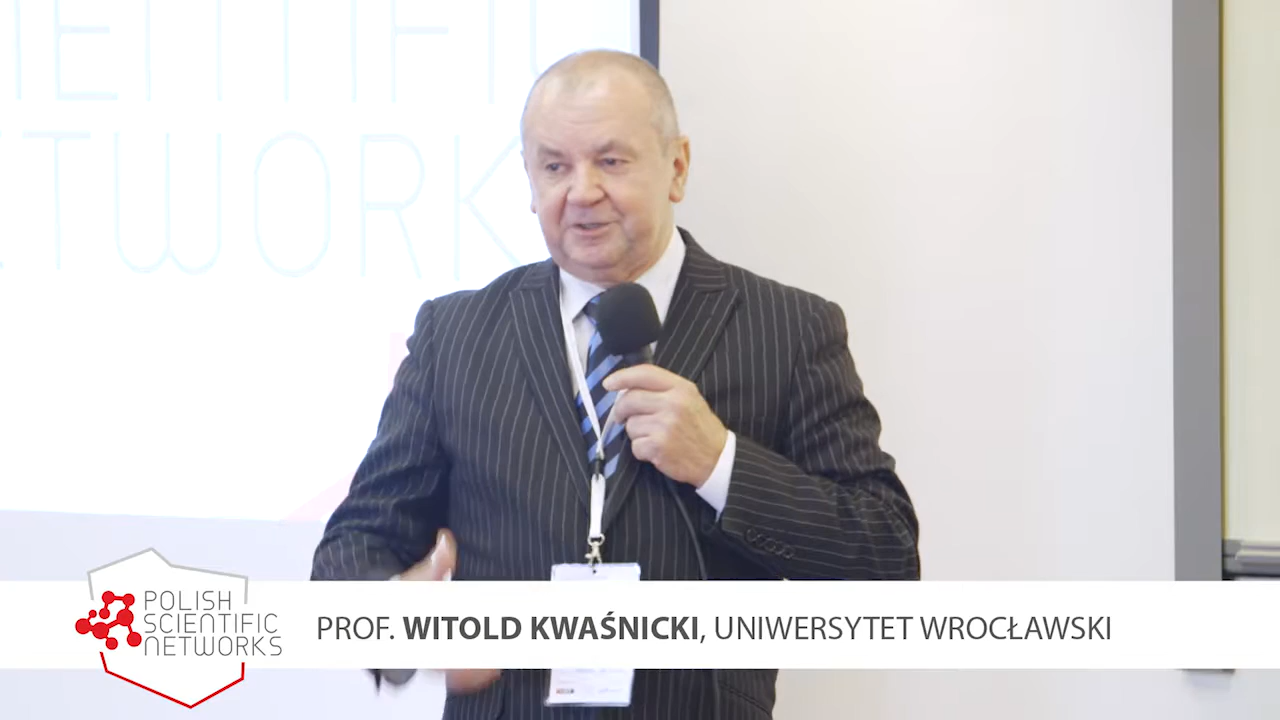 POLISH
SCIENTIFIC
NETWORKS
PROF. WITOLD KWAŚNICKI, UNIWERSYTET WROCŁAWSKI